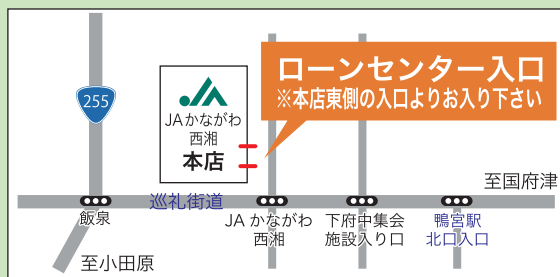 ローンセンター入口
※本店東側の入口よりお入り下さい
255
JAかながわ
西湘
本店
至国府津
巡礼街道
飯泉
JA かながわ
西湘
下府中集会
施設入り口
鴨宮駅
北口入口
至小田原